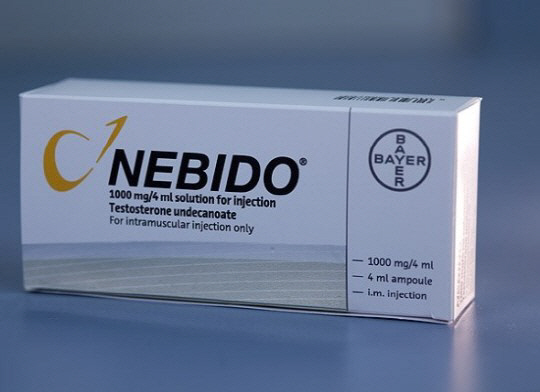 NEBIDO®
1000 mg/4 ml solution for injection
Testosterone undecanoate
For intramuscular injection only
BAYER
BAYER
1000 mg/4 ml
4 ml ampoule
i.m. injection